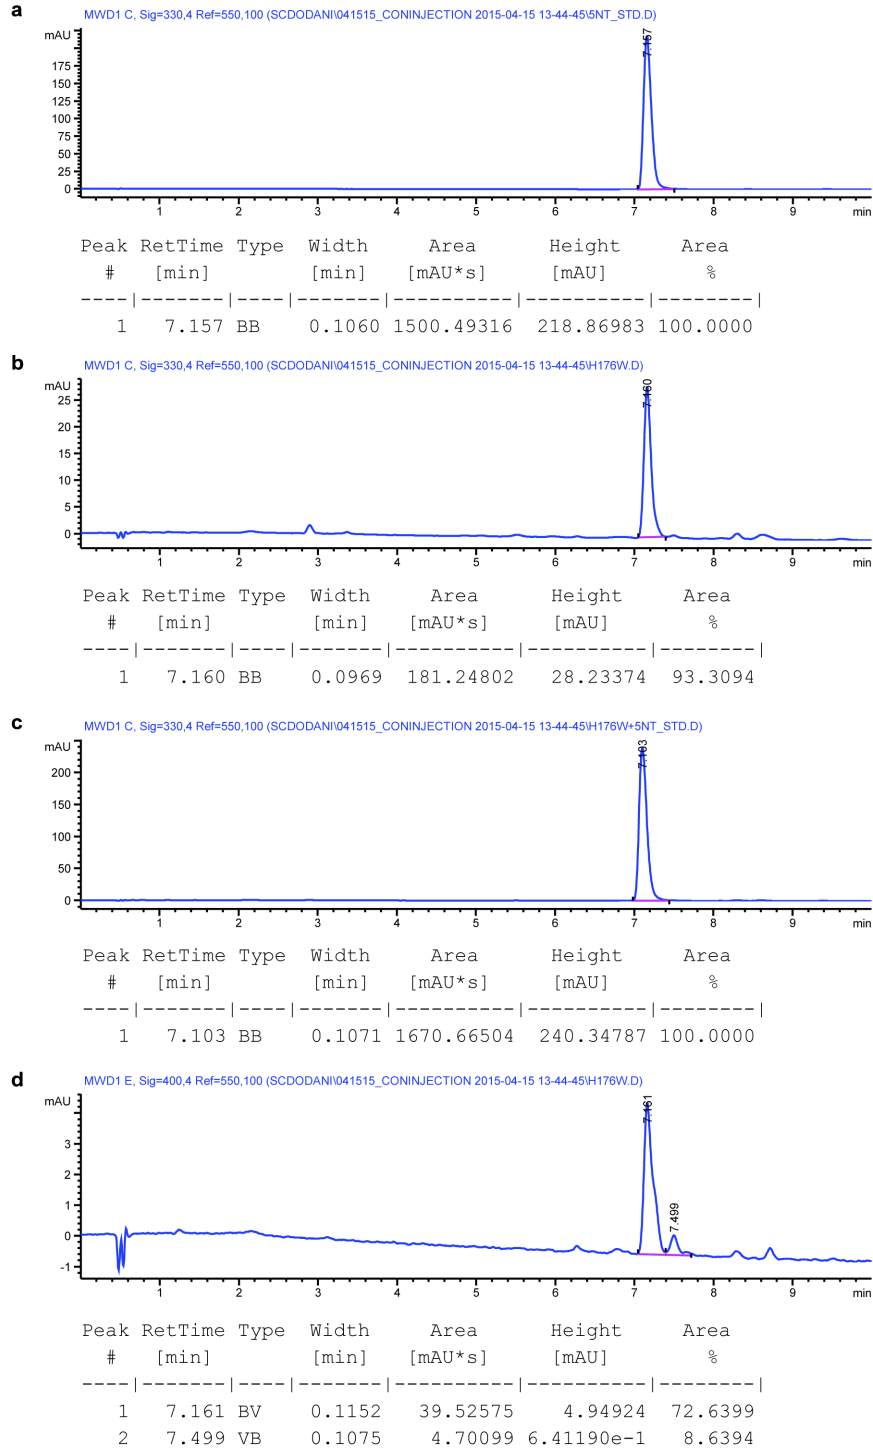 a
MWD1 C, Sig=330,4 Ref=550,100 (SCDODANI\041515_CONINJECTION 2015-04-15 13-44-45\5NT_STD.D)
mAU
7.157
175
150
125
100
75
50
25
0
1 2 3 4 5 6 7 8 9 min
Peak RetTime Type Width Area Height Area
# [min] [min] [mAU*s] [mAU] %
----|-------|----|-------|----------|----------|--------|
1 7.157 BB 0.1060 1500.49316 218.86983 100.0000
b
MWD1 C, Sig=330,4 Ref=550,100 (SCDODANI\041515_CONINJECTION 2015-04-15 13-44-45\H176W.D)
mAU
7.160
25
20
15
10
5
0
1 2 3 4 5 6 7 8 9 min
Peak RetTime Type Width Area Height Area
# [min] [min] [mAU*s] [mAU] %
----|-------|----|-------|----------|----------|--------|
1 7.160 BB 0.0969 181.24802 28.23374 93.3094
c
MWD1 C, Sig=330,4 Ref=550,100 (SCDODANI\041515_CONINJECTION 2015-04-15 13-44-45\H176W+5NT_STD.D)
mAU
7.103
200
150
100
50
0
1 2 3 4 5 6 7 8 9 min
Peak RetTime Type Width Area Height Area
# [min] [min] [mAU*s] [mAU] %
----|-------|----|-------|----------|----------|--------|
1 7.103 BB 0.1071 1670.66504 240.34787 100.0000
d
MWD1 E, Sig=400,4 Ref=550,100 (SCDODANI\041515_CONINJECTION 2015-04-15 13-44-45\H176W.D)
mAU
7.161
3
2
7.499
1
0
-1
1 2 3 4 5 6 7 8 9 min
Peak RetTime Type Width Area Height Area
# [min] [min] [mAU*s] [mAU] %
----|-------|----|-------|----------|----------|--------|
1 7.161 BV 0.1152 39.52575 4.94924 72.6399
2 7.499 VB 0.1075 4.70099 6.41190e-1 8.6394